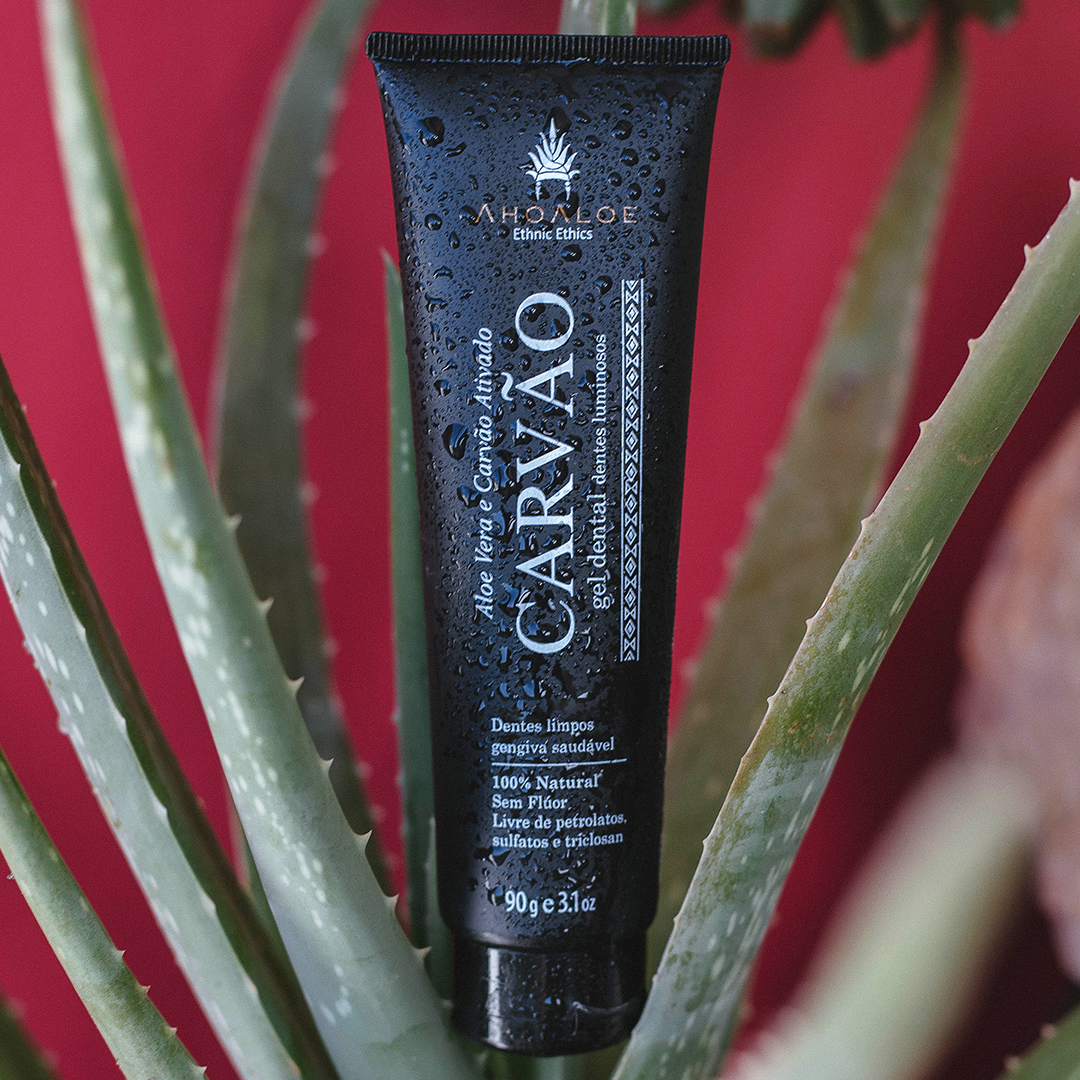 AHOALOE
Ethnic Ethics
Aloe Vera e Carvão Ativado
CARVÃO
gel dental dentes luminosos
Dentes limpos
gengiva saudável
100% Natural
Sem Flúor
Livre de petrolatos,
sulfatos e triclosan
90g e 3.1oz